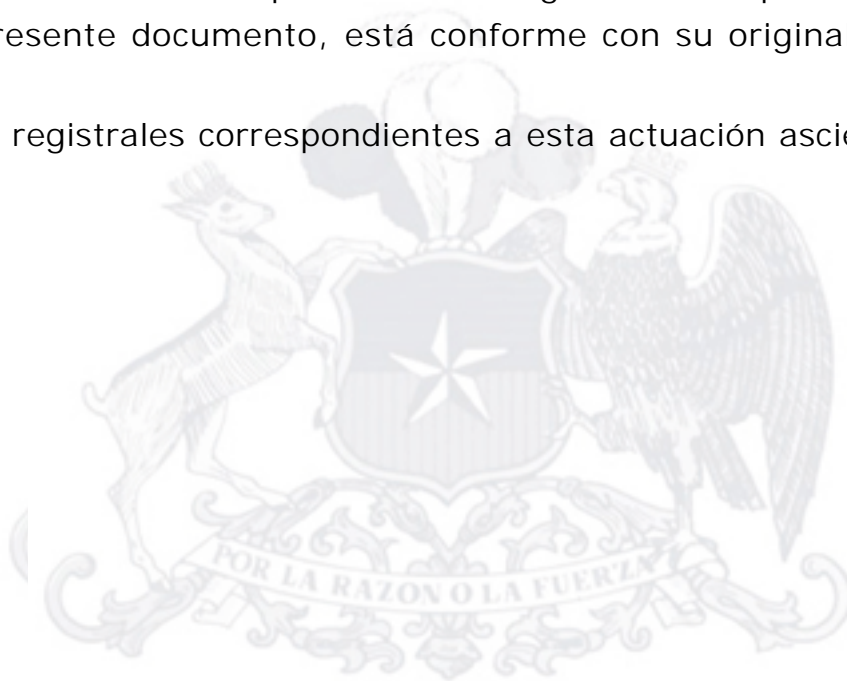 resente documento, está conforme con su origina
registrales correspondientes a esta actuación ascie
POR LA RAZON O LA FUERZA